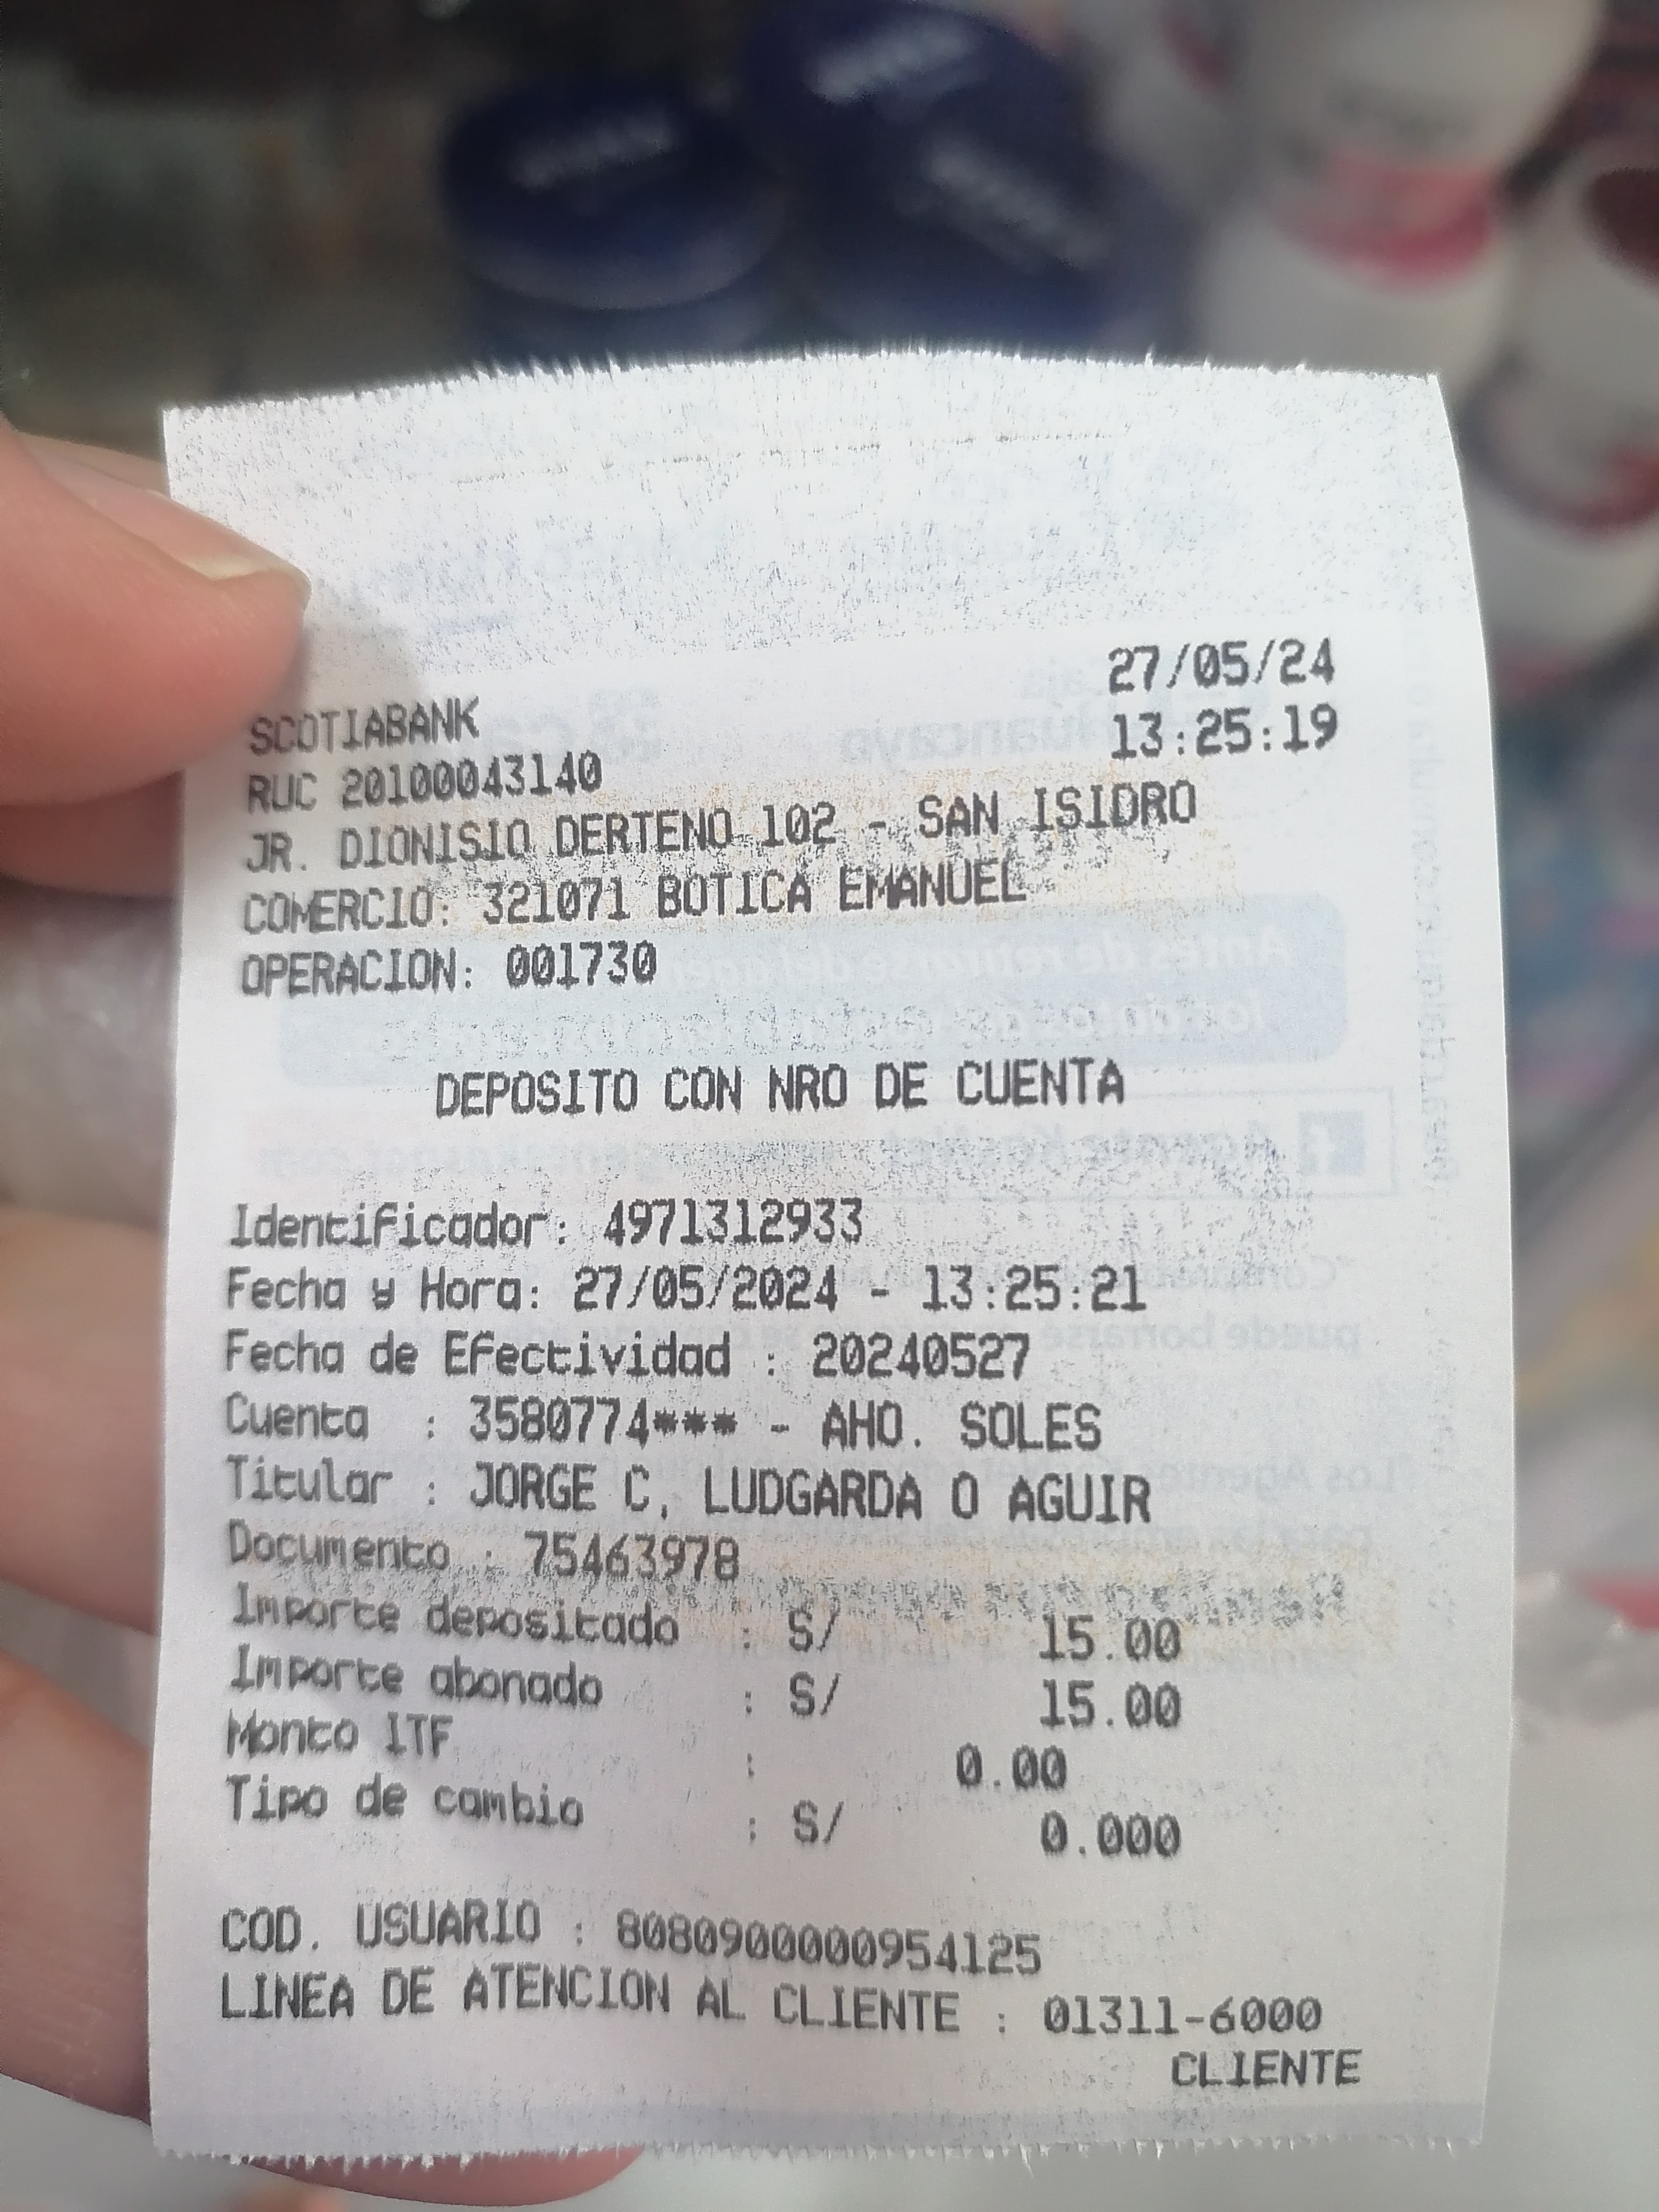 27/05/24
SCOTIABANK 13:25:19
RUC 20100043140
JR. DIONISIO DERTENO 102 - SAN ISIDRO
COMERCIO: 321071 BOTICA EMANUEL
OPERACION: 001730
DEPOSITO CON NRO DE CUENTA
Identificador: 4971312933
Fecha y Hora: 27/05/2024 - 13:25:21
Fecha de Efectividad : 20240527
Cuenta : 3580774*** - AHO. SOLES
Titular : JORGE C, LUDGARDA O AGUIR
Documento : 75463978
Importe depositado : S/ 15.00
Importe abonado : S/ 15.00
Monto ITF : 0.00
Tipo de cambio : S/ 0.000
COD. USUARIO : 8080900000954125
LINEA DE ATENCION AL CLIENTE : 01311-6000
CLIENTE